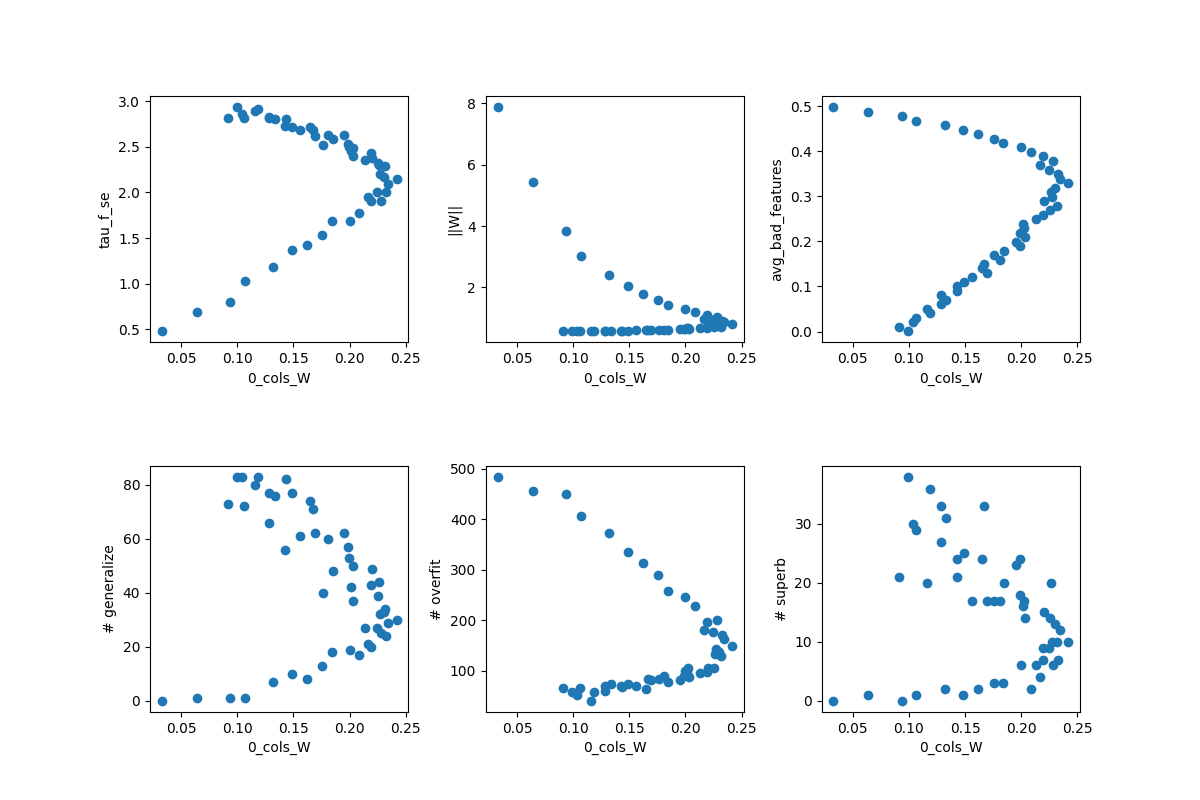 3.0
2.5
2.0
1.5
1.0
0.5
tau_f_se
0.05 0.10 0.15 0.20 0.25
0_cols_W
8
6
4
2
||W||
0.05 0.10 0.15 0.20 0.25
0_cols_W
0.5
0.4
0.3
0.2
0.1
0.0
avg_bad_features
0.05 0.10 0.15 0.20 0.25
0_cols_W
80
60
40
20
0
# generalize
0.05 0.10 0.15 0.20 0.25
0_cols_W
500
400
300
200
100
# overfit
0.05 0.10 0.15 0.20 0.25
0_cols_W
30
20
10
0
# superb
0.05 0.10 0.15 0.20 0.25
0_cols_W